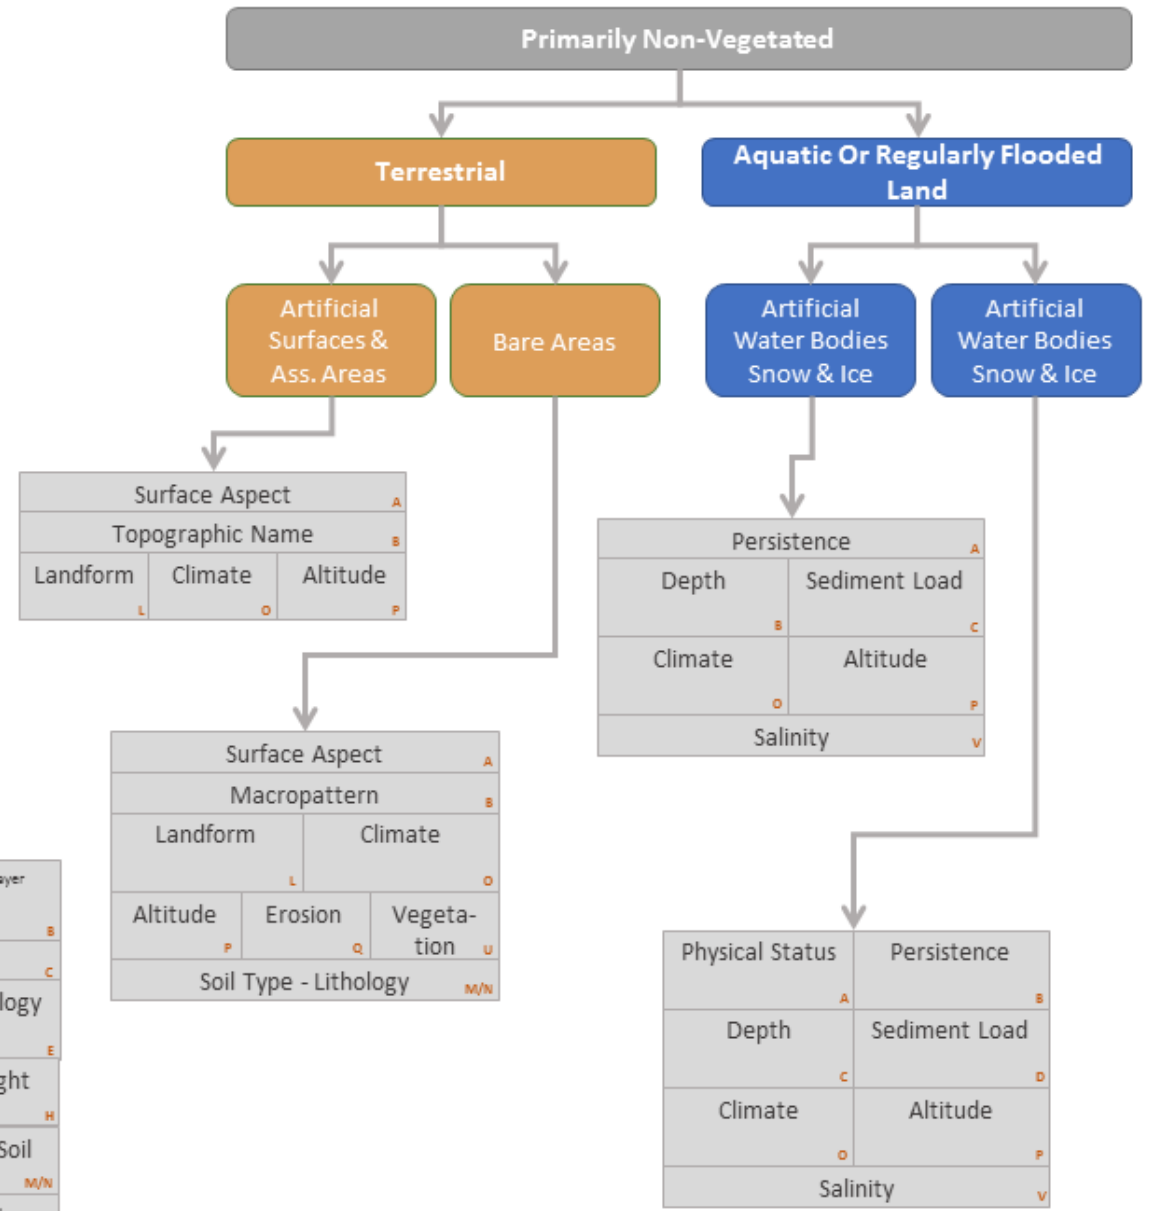 Primarily Non-Vegetated
Terrestrial
Aquatic Or Regularly Flooded
Land
Artificial
Surfaces &
Ass. Areas
Bare Areas
Artificial
Water Bodies
Snow & Ice
Artificial
Water Bodies
Snow & Ice
Surface Aspect
A
Topographic Name
B
Landform
L
Climate
O
Altitude
P
Persistence
A
Depth
B
Sediment Load
C
Climate
O
Altitude
P
Salinity
V
Surface Aspect
A
Macropattern
B
Landform
L
Climate
O
Altitude
P
Erosion
Q
Vegeta-
tion
U
Soil Type - Lithology
M/N
ayer
B
C
logy
E
ght
H
Soil
M/N
Physical Status
A
Persistence
B
Depth
C
Sediment Load
D
Climate
O
Altitude
P
Salinity
V